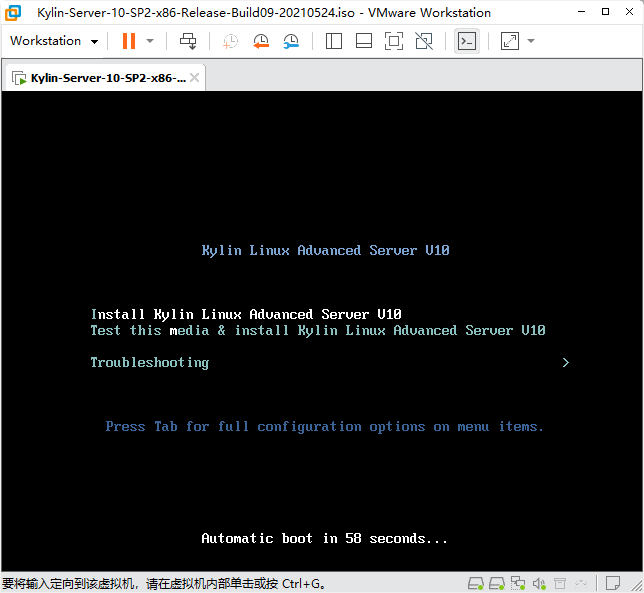 Kylin-Server-10-SP2-x86-Release-Build09-20210524.iso - VMware Workstation
Workstation
Kylin-Server-10-SP2-x86-...
Kylin Linux Advanced Server V10
Install Kylin Linux Advanced Server V10
Test this media & install Kylin Linux Advanced Server V10
Troubleshooting >
Press Tab for full configuration options on menu items.
Automatic boot in 58 seconds...
要将输入定向到该虚拟机，请在虚拟机内部单击或按 Ctrl+G。